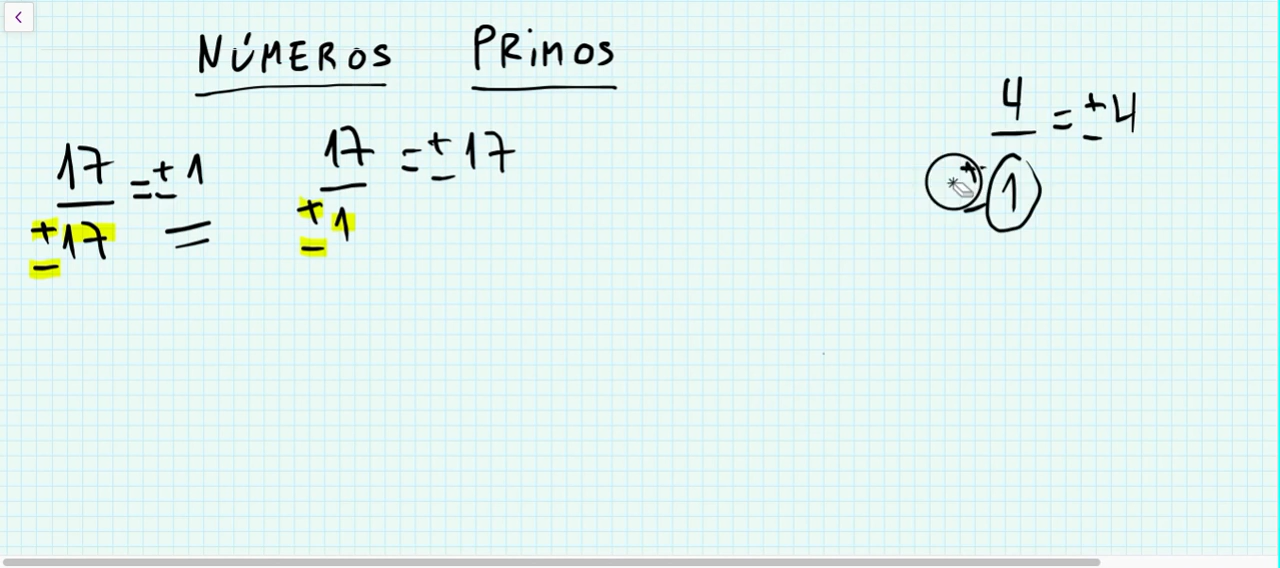 NÚMEROS PRIMOS
17/±17 = ±1
=
17/±1 = ±17
4/±1 = ±4